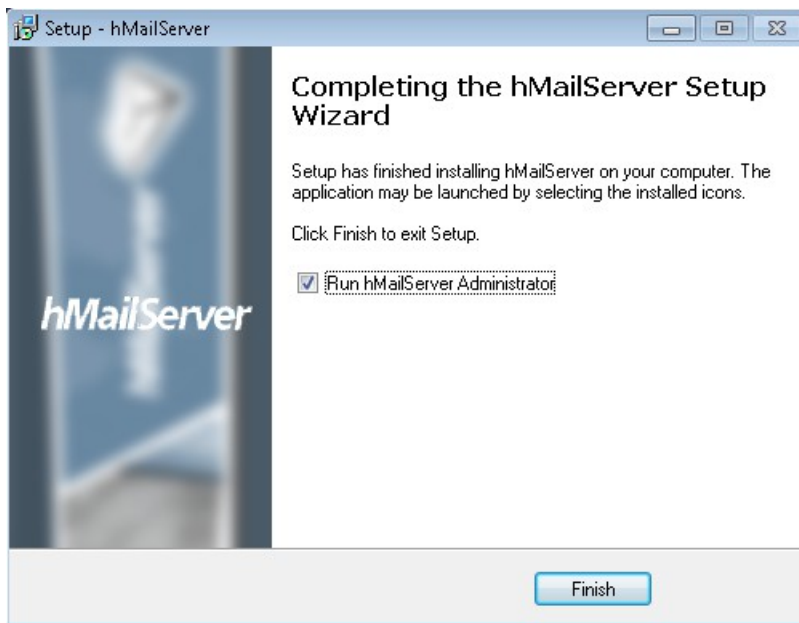 Setup - hMailServer
Completing the hMailServer Setup
Wizard
Setup has finished installing hMailServer on your computer. The
application may be launched by selecting the installed icons.
Click Finish to exit Setup.
Run hMailServer Administrator
hMailServer
Finish